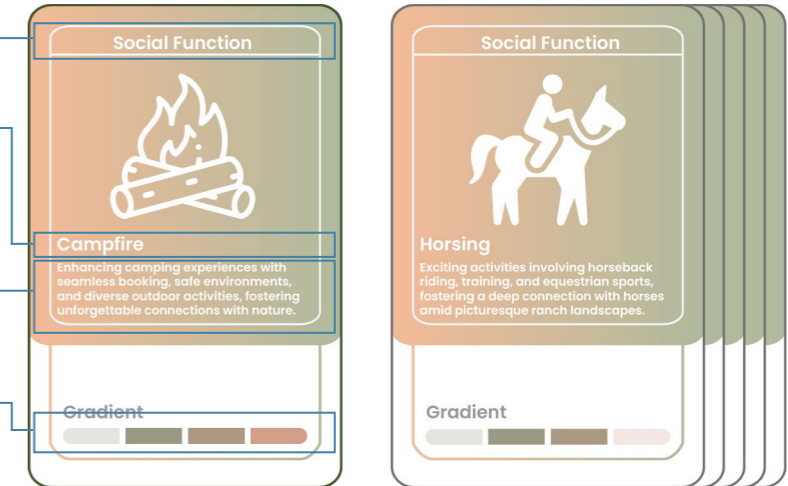 Social Function
Campfire
Enhancing camping experiences with
seamless booking, safe environments,
and diverse outdoor activities, fostering
unforgettable connections with nature.
Gradient
Social Function
Horsing
Exciting activities involving horseback
riding, training, and equestrian sports,
fostering a deep connection with horses
amid picturesque ranch landscapes.
Gradient